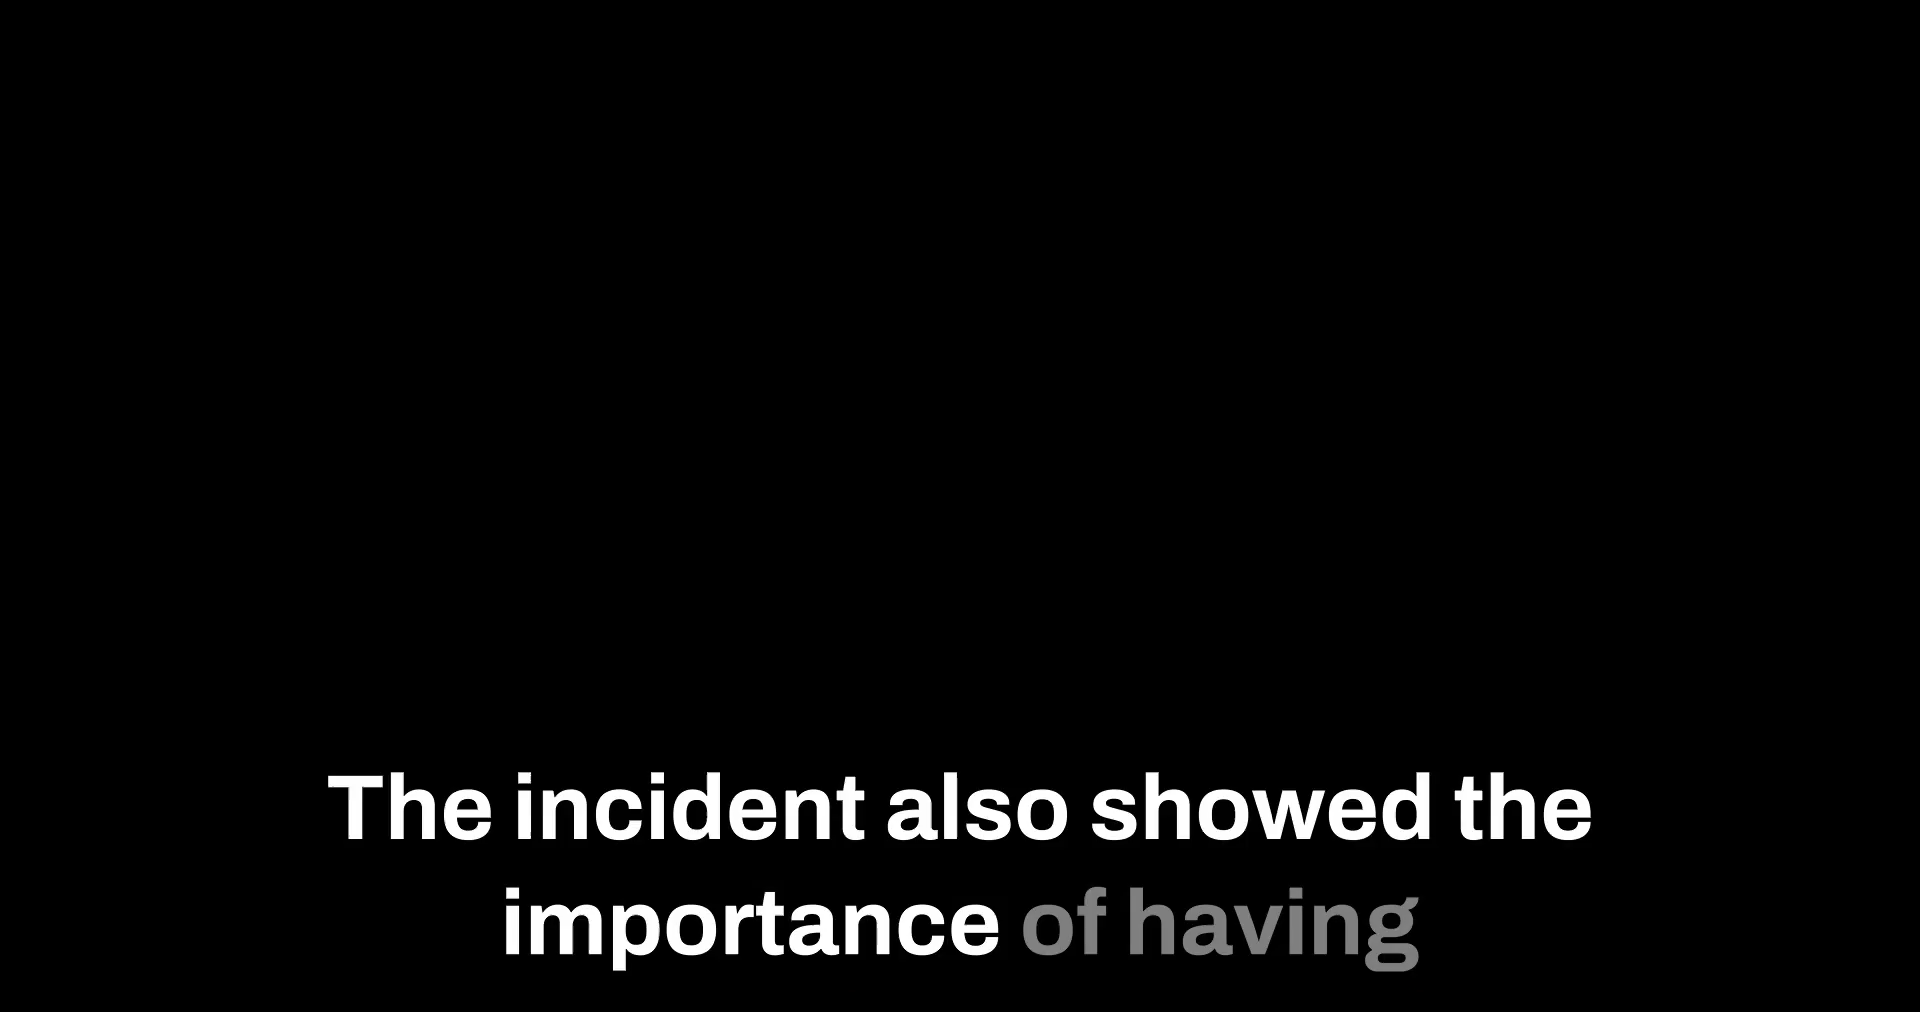 The incident also showed the
importance of having